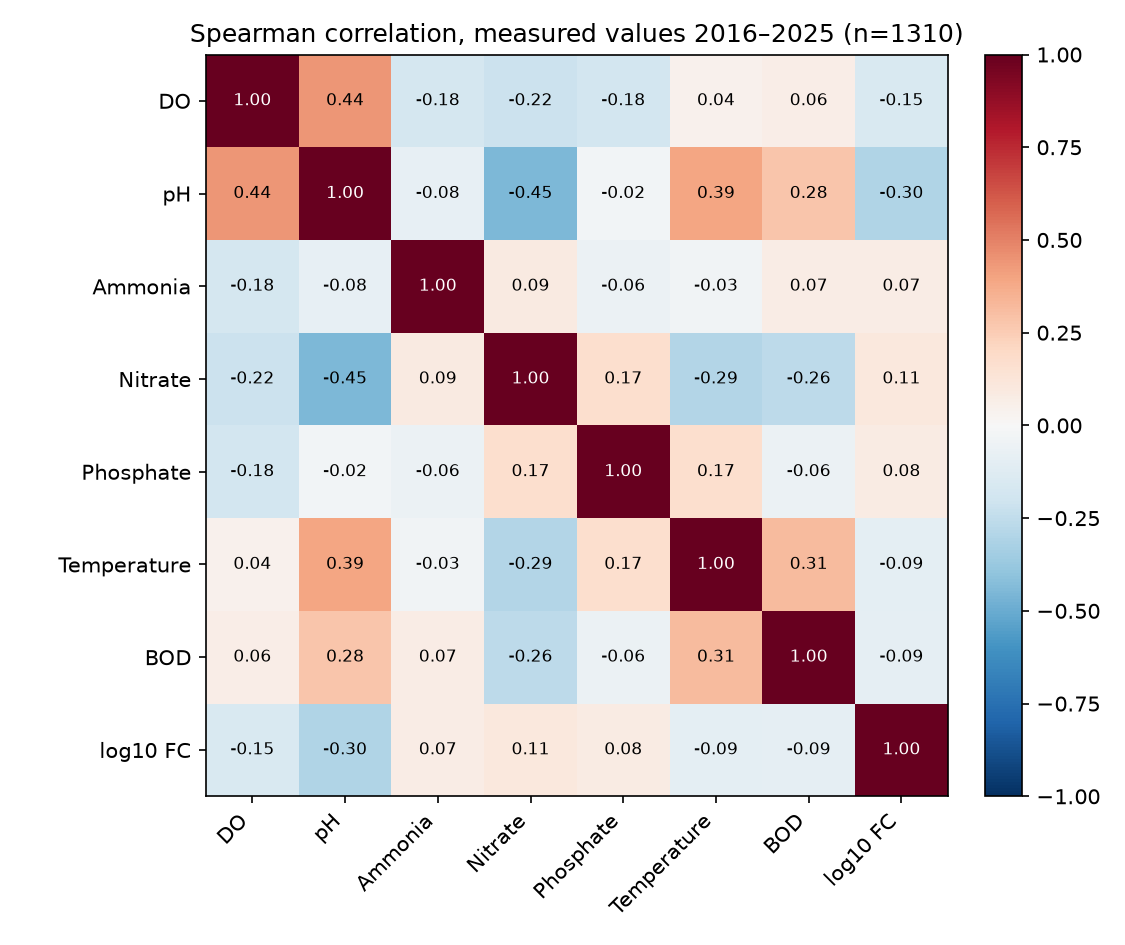 Spearman correlation, measured values 2016–2025 (n=1310)
DO 1.00 0.44 -0.18 -0.22 -0.18 0.04 0.06 -0.15
pH 0.44 1.00 -0.08 -0.45 -0.02 0.39 0.28 -0.30
Ammonia -0.18 -0.08 1.00 0.09 -0.06 -0.03 0.07 0.07
Nitrate -0.22 -0.45 0.09 1.00 0.17 -0.29 -0.26 0.11
Phosphate -0.18 -0.02 -0.06 0.17 1.00 0.17 -0.06 0.08
Temperature 0.04 0.39 -0.03 -0.29 0.17 1.00 0.31 -0.09
BOD 0.06 0.28 0.07 -0.26 -0.06 0.31 1.00 -0.09
log10 FC -0.15 -0.30 0.07 0.11 0.08 -0.09 -0.09 1.00
DO pH Ammonia Nitrate Phosphate Temperature BOD log10 FC
1.00
0.75
0.50
0.25
0.00
−0.25
−0.50
−0.75
−1.00